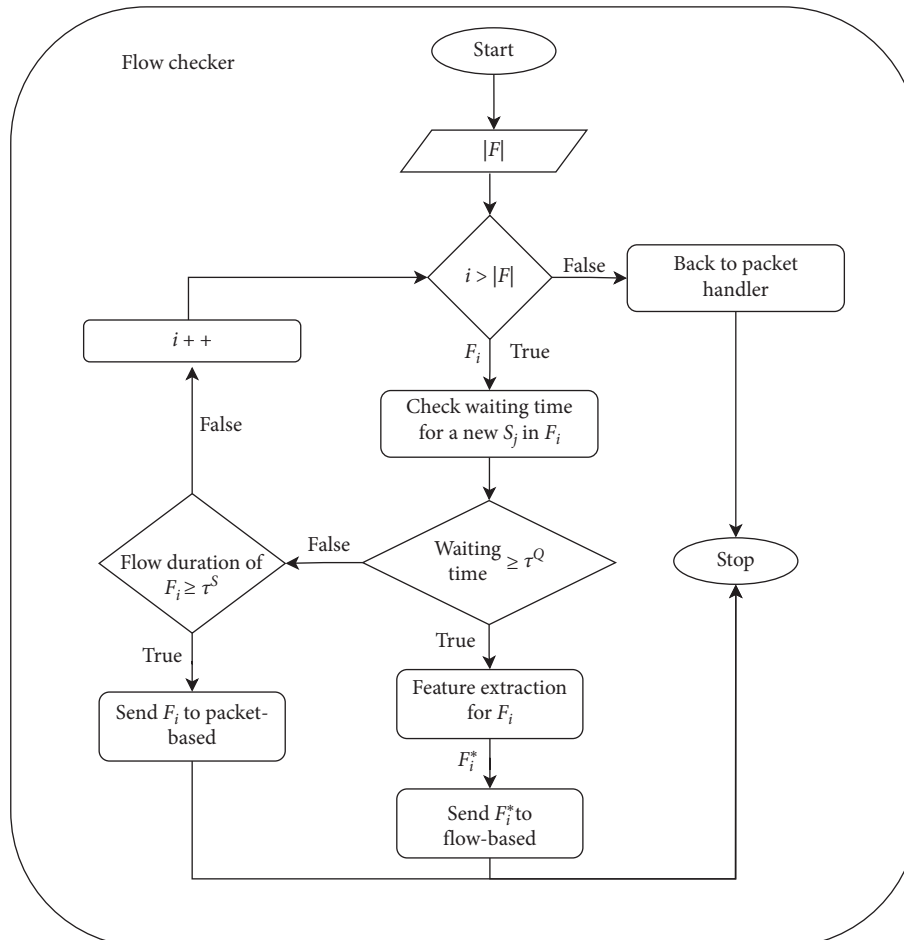 Flow checker
Start
|F|
i > |F|
False
Back to packet
handler
i + +
F_i
True
Check waiting time
for a new S_j in F_i
False
False
Flow duration of
F_i ≥ τ^S
Waiting
time
≥ τ^Q
Stop
True
True
Send F_i to packet-
based
Feature extraction
for F_i
F_i^*
Send F_i^* to
flow-based